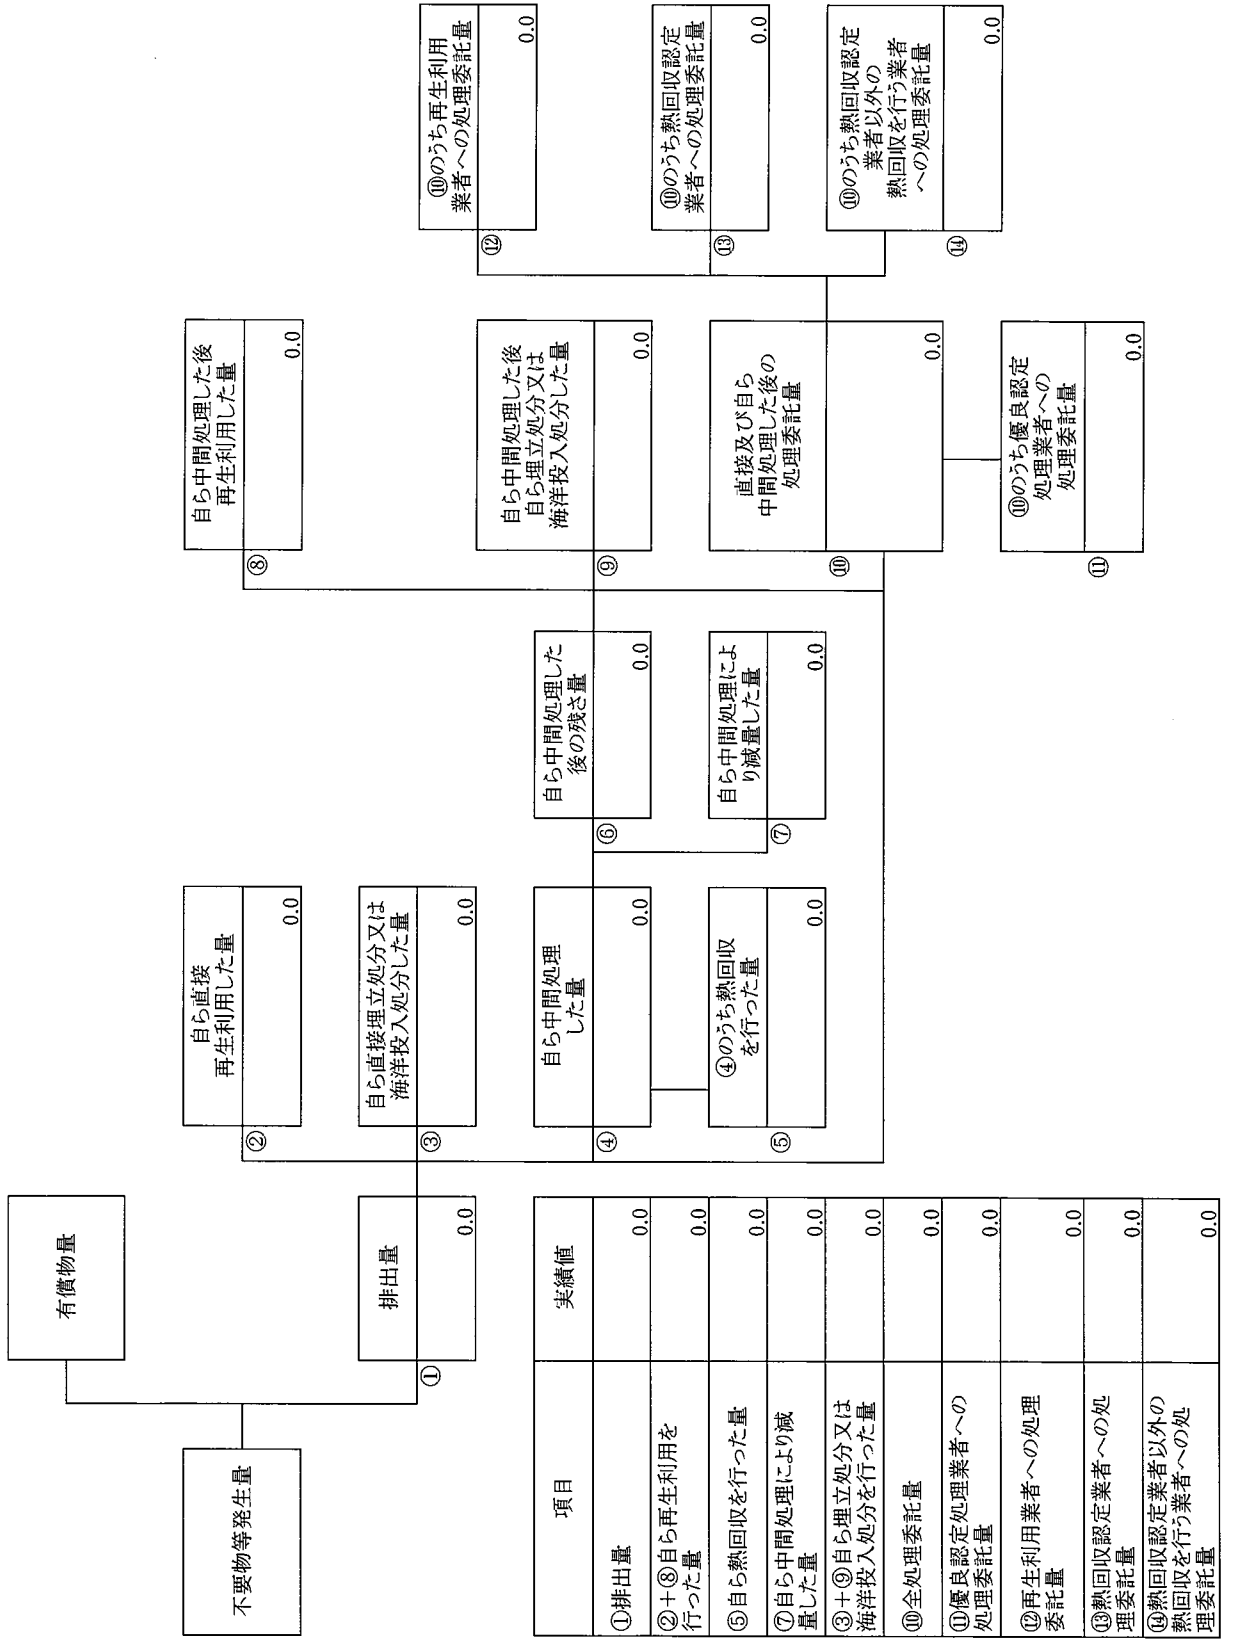 不要物等発生量
有償物量
①
排出量
0.0
②
自ら直接
再生利用した量
0.0
③
自ら直接埋立処分又は
海洋投入処分した量
0.0
④
自ら中間処理
した量
0.0
⑤
④のうち熱回収
を行った量
0.0
⑥
自ら中間処理した
後の残さ量
0.0
⑦
自ら中間処理によ
り減量した量
0.0
⑧
自ら中間処理した後
再生利用した量
0.0
⑨
自ら中間処理した後
自ら埋立処分又は
海洋投入処分した量
0.0
⑩
直接及び自ら
中間処理した後の
処理委託量
0.0
⑪
⑩のうち優良認定
処理業者への
処理委託量
0.0
⑫
⑩のうち再生利用
業者への処理委託量
0.0
⑬
⑩のうち熱回収認定
業者への処理委託量
0.0
⑭
⑩のうち熱回収認定
業者以外の
熱回収を行う業者
への処理委託量
0.0
項目 実績値
①排出量 0.0
②+⑧自ら再生利用を
行った量 0.0
⑤自ら熱回収を行った量 0.0
⑦自ら中間処理により減
量した量 0.0
③+⑨自ら埋立処分又は
海洋投入処分を行った量 0.0
⑩全処理委託量 0.0
⑪優良認定処理業者への
処理委託量 0.0
⑫再生利用業者への処理
委託量 0.0
⑬熱回収認定業者への処
理委託量 0.0
⑭熱回収認定業者以外の
熱回収を行う業者への処
理委託量 0.0